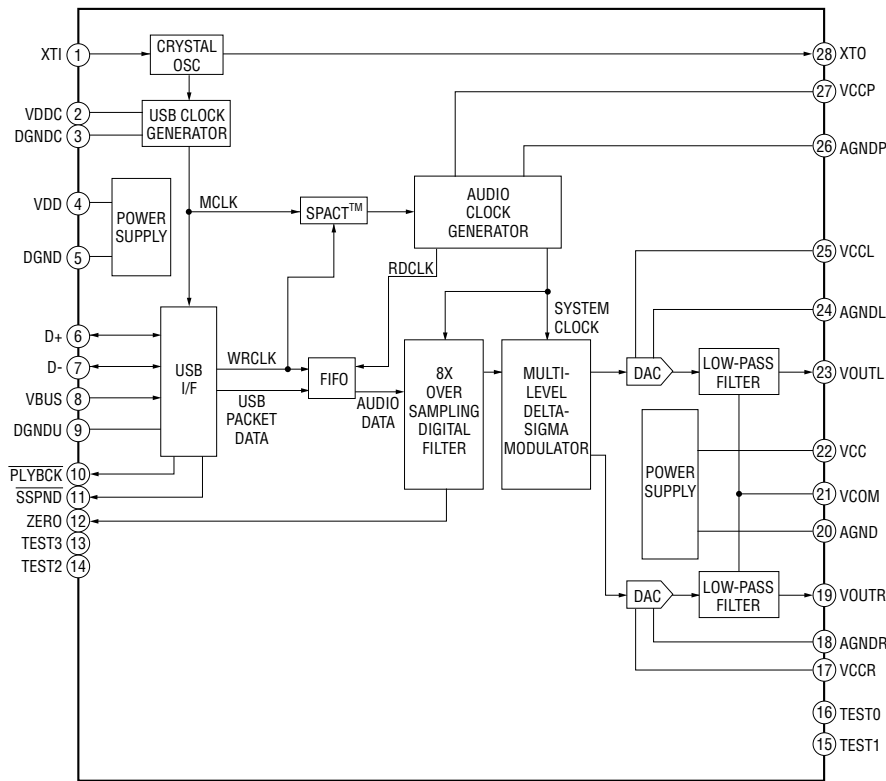 XTI 1
CRYSTAL
OSC
28 XTO
VDDC 2
DGNDC 3
USB CLOCK
GENERATOR
27 VCCP
26 AGNDP
VDD 4
DGND 5
POWER
SUPPLY
MCLK
SPACT™
AUDIO
CLOCK
GENERATOR
RDCLK
SYSTEM
CLOCK
25 VCCL
24 AGNDL
D+ 6
D- 7
VBUS 8
DGNDU 9
USB
I/F
WRCLK
USB
PACKET
DATA
FIFO
AUDIO
DATA
8X
OVER
SAMPLING
DIGITAL
FILTER
MULTI-
LEVEL
DELTA-
SIGMA
MODULATOR
DAC
LOW-PASS
FILTER
23 VOUTL
POWER
SUPPLY
22 VCC
21 VCOM
20 AGND
PLYBCK 10
SSPND 11
ZERO 12
TEST3 13
TEST2 14
DAC
LOW-PASS
FILTER
19 VOUTR
18 AGNDR
17 VCCR
16 TEST0
15 TEST1